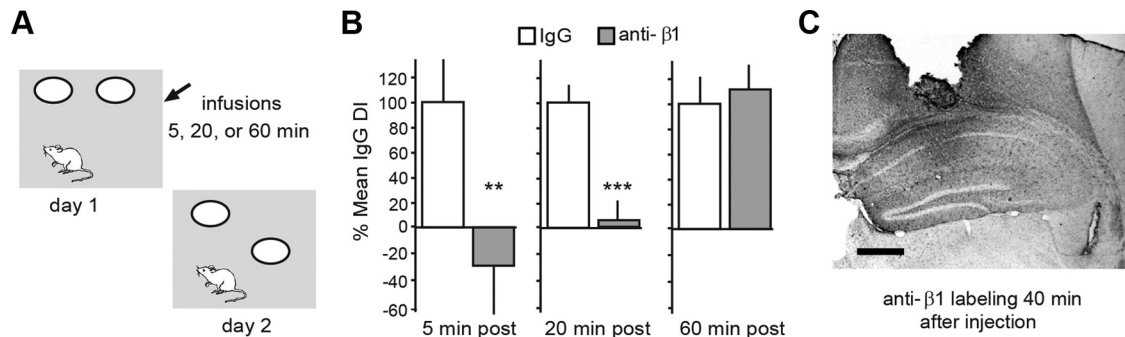 A
infusions
5, 20, or 60 min
day 1
day 2
B
IgG anti-β1
% Mean IgG DI
120
100
80
60
40
20
0
-20
-40
-60
**
***
5 min post 20 min post 60 min post
C
anti-β1 labeling 40 min
after injection